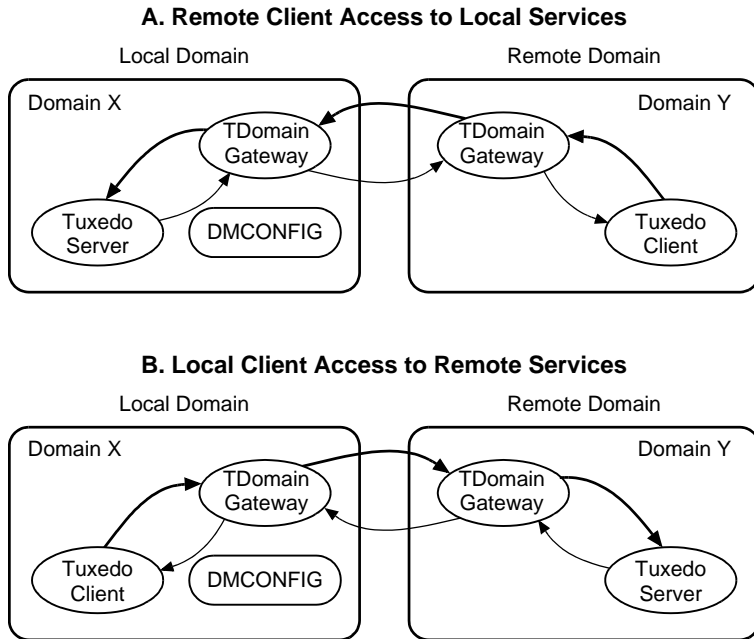 A. Remote Client Access to Local Services
Local Domain
Remote Domain
Domain X
Domain Y
TDomain
Gateway
TDomain
Gateway
Tuxedo
Server
DMCONFIG
Tuxedo
Client
B. Local Client Access to Remote Services
Local Domain
Remote Domain
Domain X
Domain Y
TDomain
Gateway
TDomain
Gateway
Tuxedo
Client
DMCONFIG
Tuxedo
Server